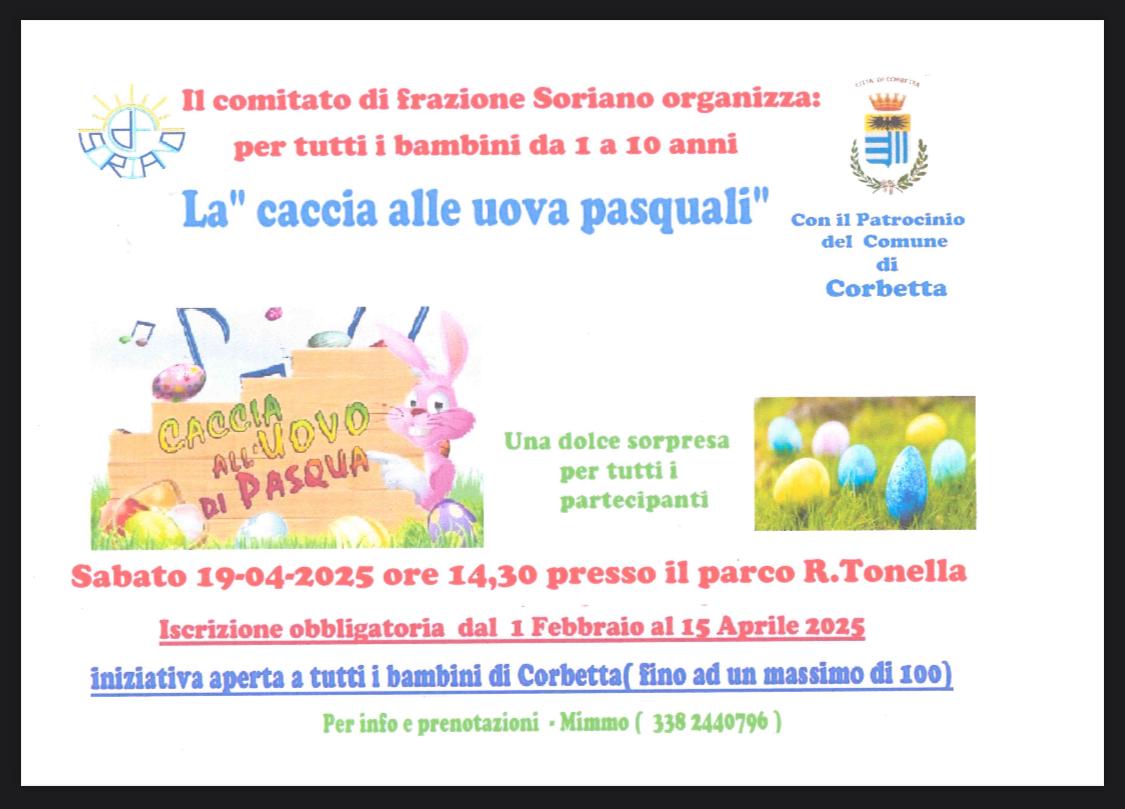 Il comitato di frazione Soriano organizza:
per tutti i bambini da 1 a 10 anni
La" caccia alle uova pasquali"
CITTA' DI CORBETTA
Con il Patrocinio
del Comune
di
Corbetta
CACCIA
ALL'UOVO
DI PASQUA
Una dolce sorpresa
per tutti i
partecipanti
Sabato 19-04-2025 ore 14,30 presso il parco R.Tonella
Iscrizione obbligatoria dal 1 Febbraio al 15 Aprile 2025
iniziativa aperta a tutti i bambini di Corbetta( fino ad un massimo di 100)
Per info e prenotazioni - Mimmo ( 338 2440796 )